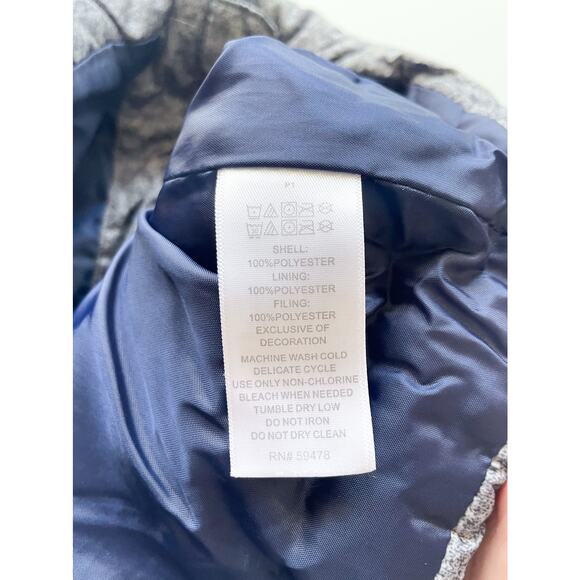 P1
SHELL:
100%POLYESTER
LINING:
100%POLYESTER
FILING:
100%POLYESTER
EXCLUSIVE OF
DECORATION
MACHINE WASH COLD
DELICATE CYCLE
USE ONLY NON-CHLORINE
BLEACH WHEN NEEDED
TUMBLE DRY LOW
DO NOT IRON
DO NOT DRY CLEAN
RN# 59478